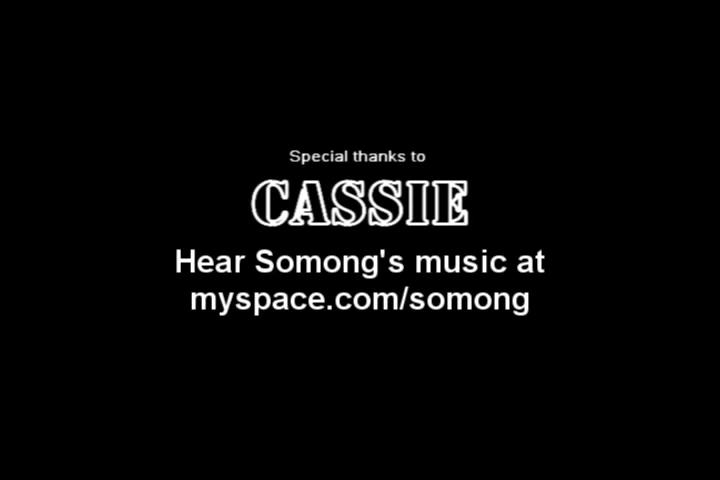 Special thanks to
CASSIE
Hear Somong's music at
myspace.com/somong